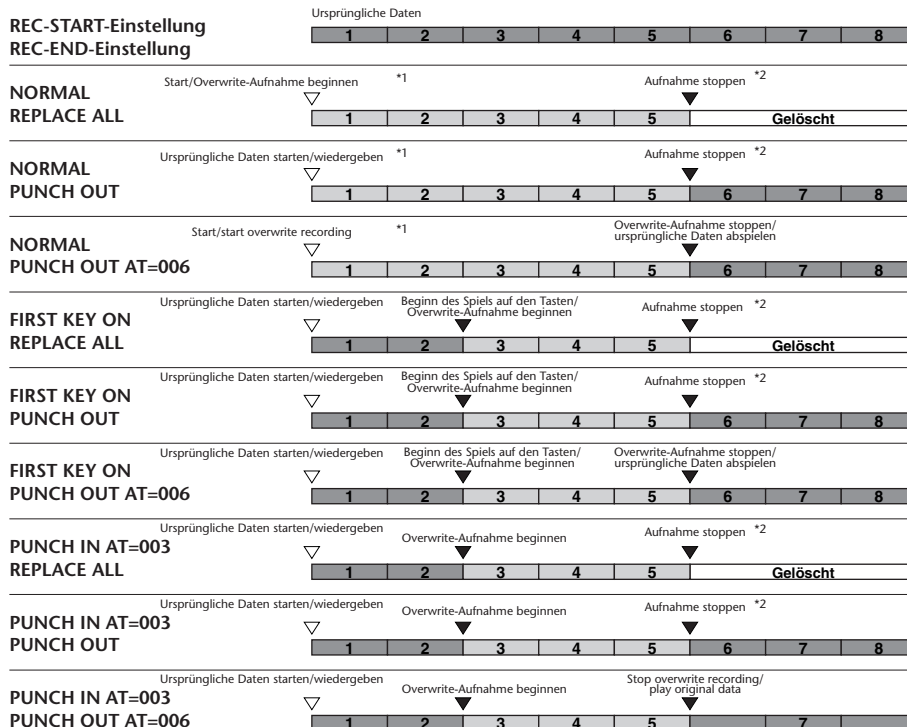 REC-START-Einstellung
REC-END-Einstellung
Ursprüngliche Daten
1 2 3 4 5 6 7 8
NORMAL
REPLACE ALL
Start/Overwrite-Aufnahme beginnen *1
Aufnahme stoppen *2
1 2 3 4 5 Gelöscht
NORMAL
PUNCH OUT
Ursprüngliche Daten starten/wiedergeben *1
Aufnahme stoppen *2
1 2 3 4 5 6 7 8
NORMAL
PUNCH OUT AT=006
Start/start overwrite recording *1
Overwrite-Aufnahme stoppen/
ursprüngliche Daten abspielen
1 2 3 4 5 6 7 8
FIRST KEY ON
REPLACE ALL
Ursprüngliche Daten starten/wiedergeben
Beginn des Spiels auf den Tasten/
Overwrite-Aufnahme beginnen
Aufnahme stoppen *2
1 2 3 4 5 Gelöscht
FIRST KEY ON
PUNCH OUT
Ursprüngliche Daten starten/wiedergeben
Beginn des Spiels auf den Tasten/
Overwrite-Aufnahme beginnen
Aufnahme stoppen *2
1 2 3 4 5 6 7 8
FIRST KEY ON
PUNCH OUT AT=006
Ursprüngliche Daten starten/wiedergeben
Beginn des Spiels auf den Tasten/
Overwrite-Aufnahme beginnen
Overwrite-Aufnahme stoppen/
ursprüngliche Daten abspielen
1 2 3 4 5 6 7 8
PUNCH IN AT=003
REPLACE ALL
Ursprüngliche Daten starten/wiedergeben
Overwrite-Aufnahme beginnen
Aufnahme stoppen *2
1 2 3 4 5 Gelöscht
PUNCH IN AT=003
PUNCH OUT
Ursprüngliche Daten starten/wiedergeben
Overwrite-Aufnahme beginnen
Aufnahme stoppen *2
1 2 3 4 5 6 7 8
PUNCH IN AT=003
PUNCH OUT AT=006
Ursprüngliche Daten starten/wiedergeben
Overwrite-Aufnahme beginnen
Stop overwrite recording/
play original data
1 2 3 4 5 7